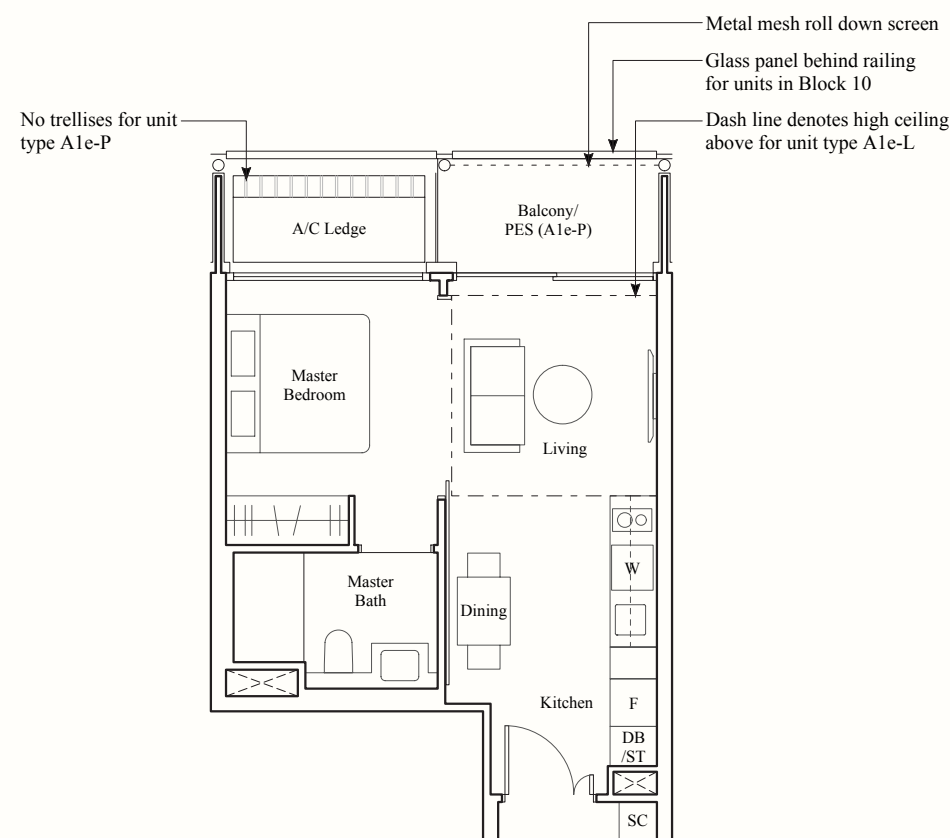 Metal mesh roll down screen
Glass panel behind railing
for units in Block 10
No trellises for unit
type A1e-P
Dash line denotes high ceiling
above for unit type A1e-L
Balcony/
PES (A1e-P)
A/C Ledge
Master
Bedroom
Living
W
Master
Bath
Dining
Kitchen
F
DB
/ST
SC